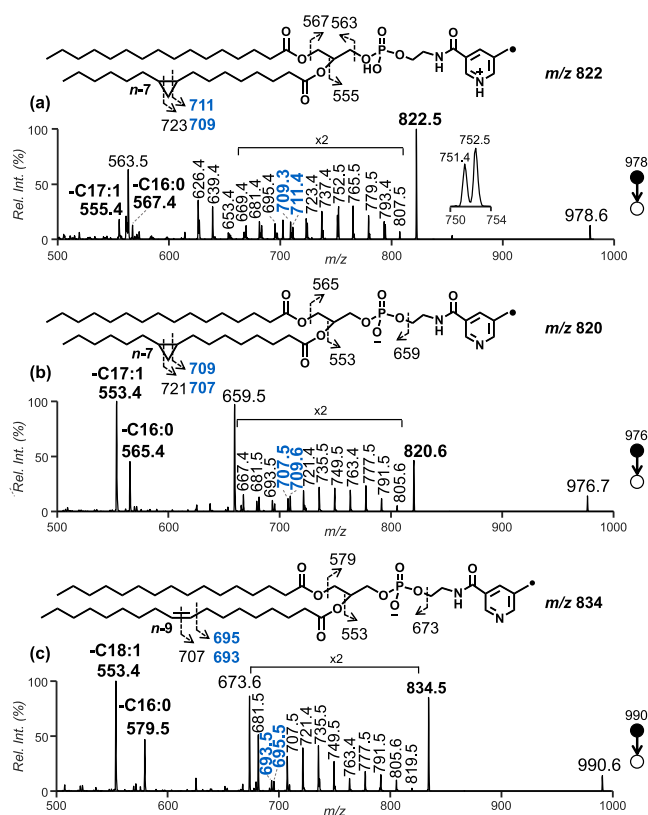 567 563
O O O P O OH O N H N + H •
m/z 822
O O 555
n-7 711
723 709
(a)
x2
822.5
Rel. Int. (%)
100
50
0
-C17:1
555.4
563.5
-C16:0
567.4
626.4
639.4
653.4
669.4
681.4
695.4
709.3
711.4
723.4
737.4
752.5
765.5
779.5
793.4
807.5
751.4 752.5
750 754
978
978.6
500 600 700 800 900 1000
m/z
565
O O O P O O − O N H N •
m/z 820
O O 553 659
n-7 709
721 707
(b)
-C17:1
553.4
-C16:0
565.4
659.5
x2
Rel. Int. (%)
100
50
0
667.4
681.5
693.5
707.5
709.6
721.4
735.5
749.5
763.4
777.5
791.5
805.6
820.6
976
976.7
500 600 700 800 900 1000
m/z
579
O O O P O O − O N H N •
m/z 834
O O 553 673
n-9 695
707 693
(c)
-C18:1
553.4
-C16:0
579.5
673.6
x2
Rel. Int. (%)
100
50
0
681.5
693.5
695.5
707.5
721.4
735.5
749.5
763.4
777.5
791.5
805.6
819.5
834.5
990
990.6
500 600 700 800 900 1000
m/z